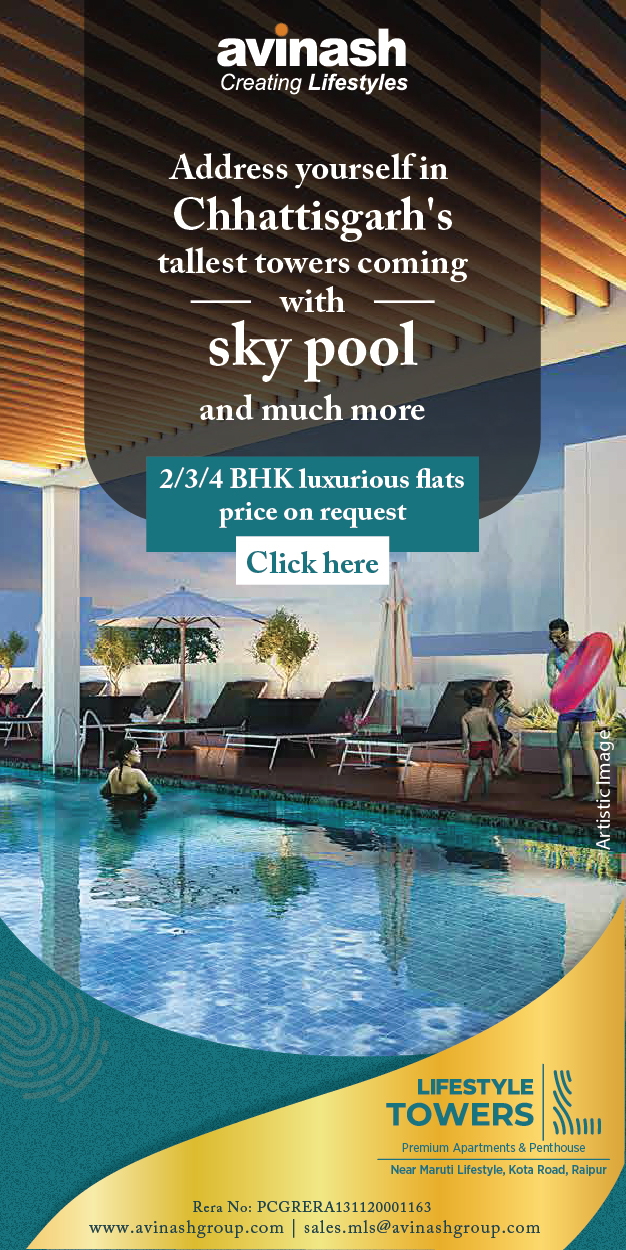 avinash
Creating Lifestyles
Address yourself in
Chhattisgarh's
tallest towers coming
with
sky pool
and much more
2/3/4 BHK luxurious flats
price on request
Click here
Artistic Image
LIFESTYLE
TOWERS
Premium Apartments & Penthouse
Near Maruti Lifestyle, Kota Road, Raipur
Rera No: PCGRERA131120001163
www.avinashgroup.com | sales.mls@avinashgroup.com